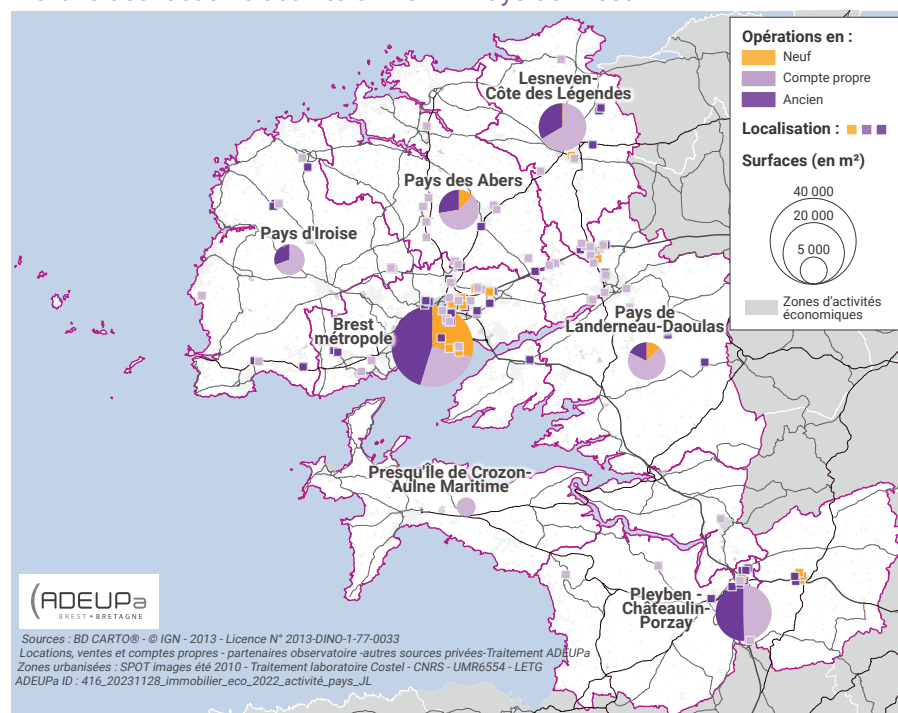 Opérations en :
Neuf
Compte propre
Ancien
Localisation :
Surfaces (en m²)
40 000
20 000
5 000
Zones d'activités
économiques
Lesneven-
Côte des Légendes
Pays des Abers
Pays d'Iroise
Brest
métropole
Pays de
Landerneau-Daoulas
Presqu'île de Crozon-
Aulne Maritime
Pleyben -
Châteaulin-
Porzay
ADEUPa
BREST • BRETAGNE
Sources : BD CARTO® - © IGN - 2013 - Licence N° 2013-DINO-1-77-0033
Locations, ventes et comptes propres - partenaires observatoire -autres sources privées-Traitement ADEUPa
Zones urbanisées : SPOT images été 2010 - Traitement laboratoire Costel - CNRS - UMR6554 - LETG
ADEUPa ID : 416_20231128_immobilier_eco_2022_activité_pays_JL